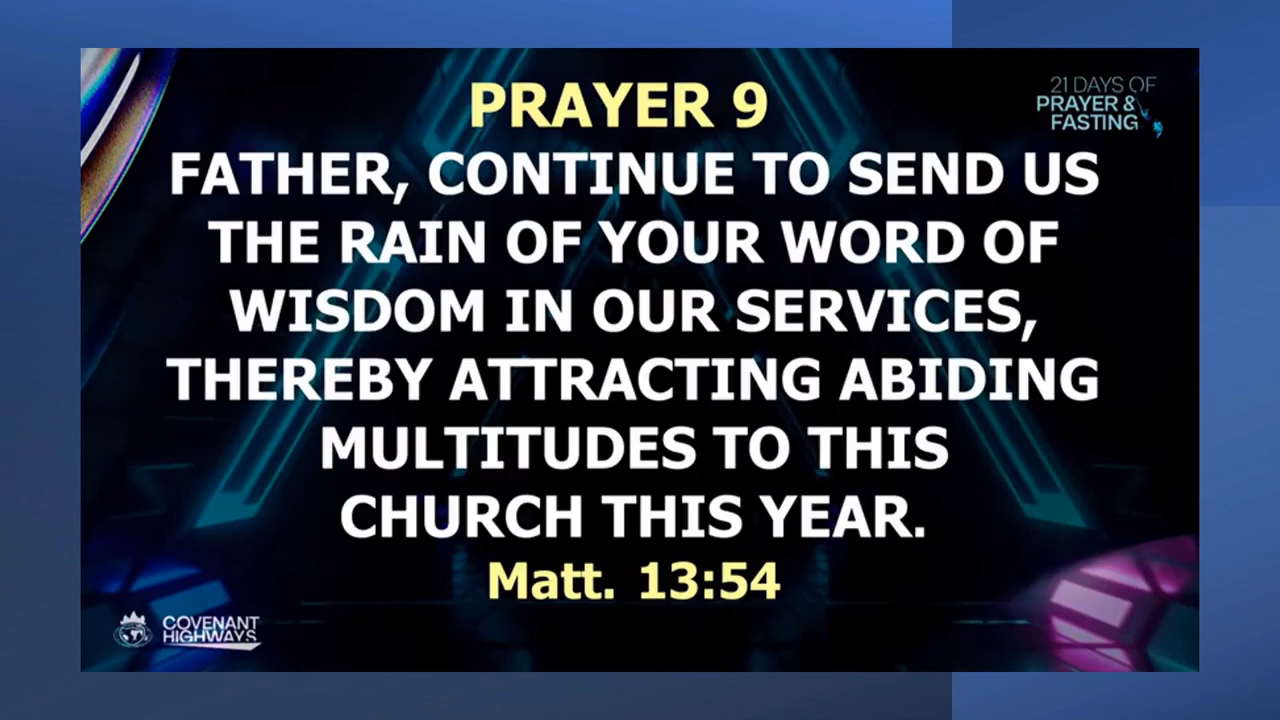 21 DAYS OF
PRAYER &
FASTING
PRAYER 9
FATHER, CONTINUE TO SEND US
THE RAIN OF YOUR WORD OF
WISDOM IN OUR SERVICES,
THEREBY ATTRACTING ABIDING
MULTITUDES TO THIS
CHURCH THIS YEAR.
Matt. 13:54
COVENANT
HIGHWAYS